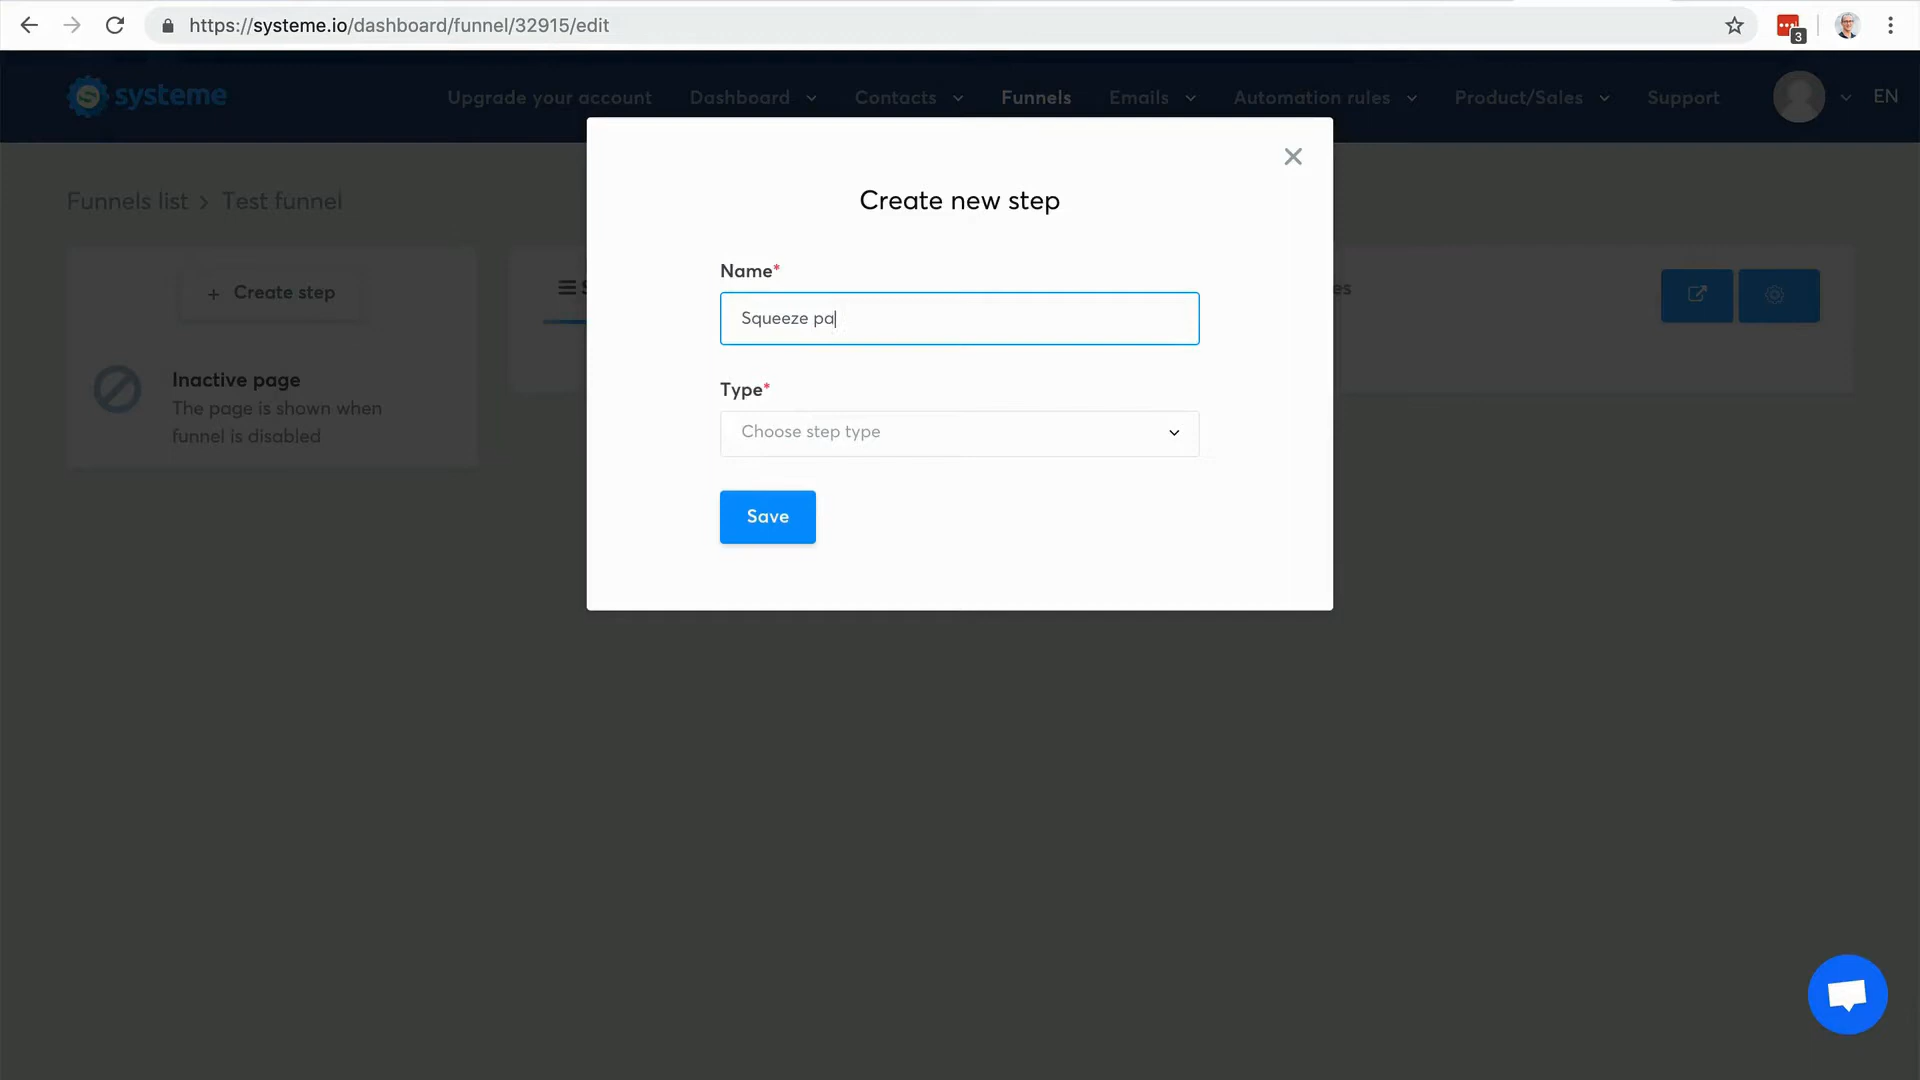 https://systeme.io/dashboard/funnel/32915/edit
3
systeme
Upgrade your account Dashboard Contacts Funnels Emails Automation rules Product/Sales Support EN
Funnels list > Test funnel
Create new step
+ Create step
Name*
Squeeze pa
Inactive page
The page is shown when
funnel is disabled
Type*
Choose step type
Save